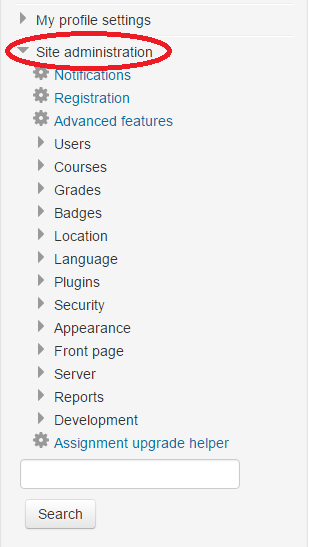 My profile settings
Site administration
Notifications
Registration
Advanced features
Users
Courses
Grades
Badges
Location
Language
Plugins
Security
Appearance
Front page
Server
Reports
Development
Assignment upgrade helper
Search